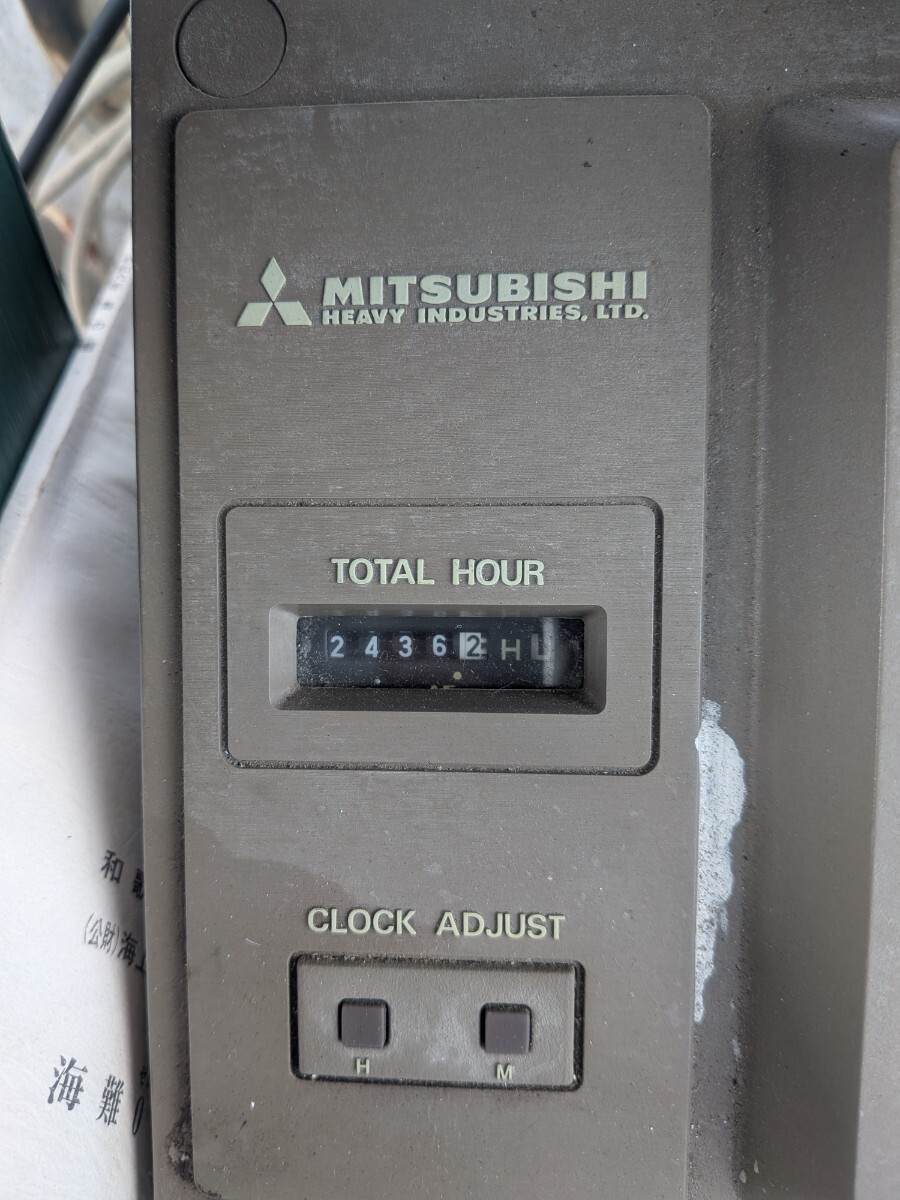 MITSUBISHI
HEAVY INDUSTRIES, LTD.
TOTAL HOUR
24362 H
CLOCK ADJUST
H M
和
(公財)海
海難